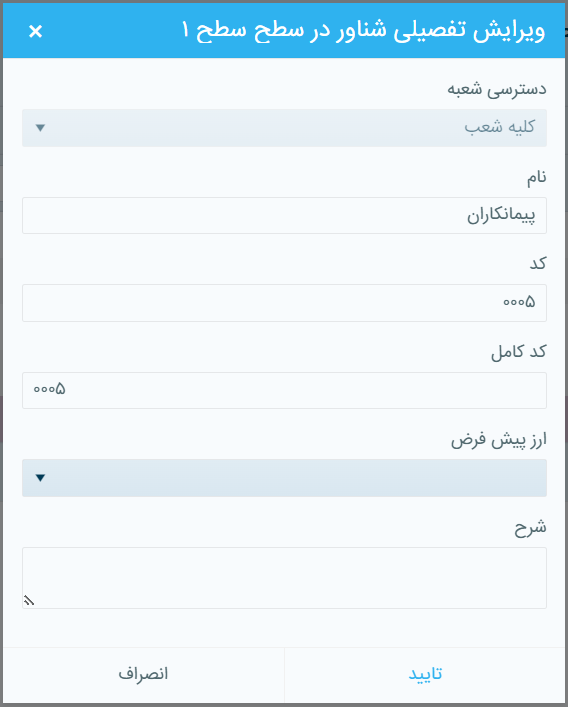 ویرایش تفصیلی شناور در سطح سطح ۱
دسترسی شعبه
کلیه شعب
نام
پیمانکاران
کد
۰۰۰۵
کد کامل
۰۰۰۵
ارز پیش فرض
شرح
تایید
انصراف